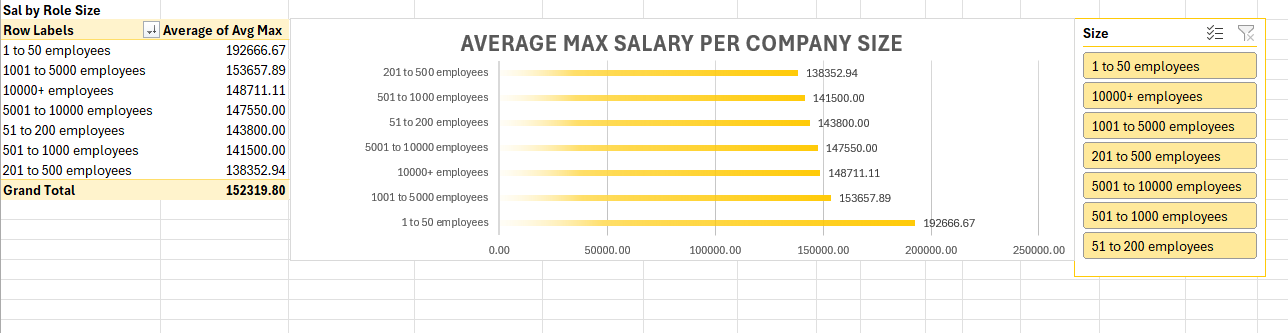 Sal by Role Size
Row Labels Average of Avg Max
1 to 50 employees 192666.67
1001 to 5000 employees 153657.89
10000+ employees 148711.11
5001 to 10000 employees 147550.00
51 to 200 employees 143800.00
501 to 1000 employees 141500.00
201 to 500 employees 138352.94
Grand Total 152319.80
AVERAGE MAX SALARY PER COMPANY SIZE
201 to 500 employees 138352.94
501 to 1000 employees 141500.00
51 to 200 employees 143800.00
5001 to 10000 employees 147550.00
10000+ employees 148711.11
1001 to 5000 employees 153657.89
1 to 50 employees 192666.67
0.00 50000.00 100000.00 150000.00 200000.00 250000.00
Size
1 to 50 employees
10000+ employees
1001 to 5000 employees
201 to 500 employees
5001 to 10000 employees
501 to 1000 employees
51 to 200 employees